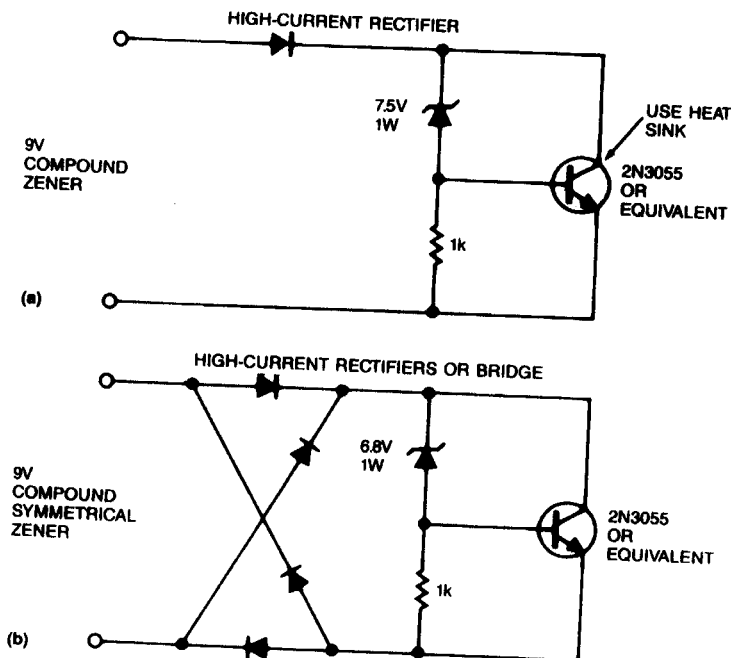 HIGH-CURRENT RECTIFIER
7.5V
1W
USE HEAT
SINK
9V
COMPOUND
ZENER
2N3055
OR
EQUIVALENT
1k
(a)
HIGH-CURRENT RECTIFIERS OR BRIDGE
6.8V
1W
9V
COMPOUND
SYMMETRICAL
ZENER
2N3055
OR
EQUIVALENT
1k
(b)